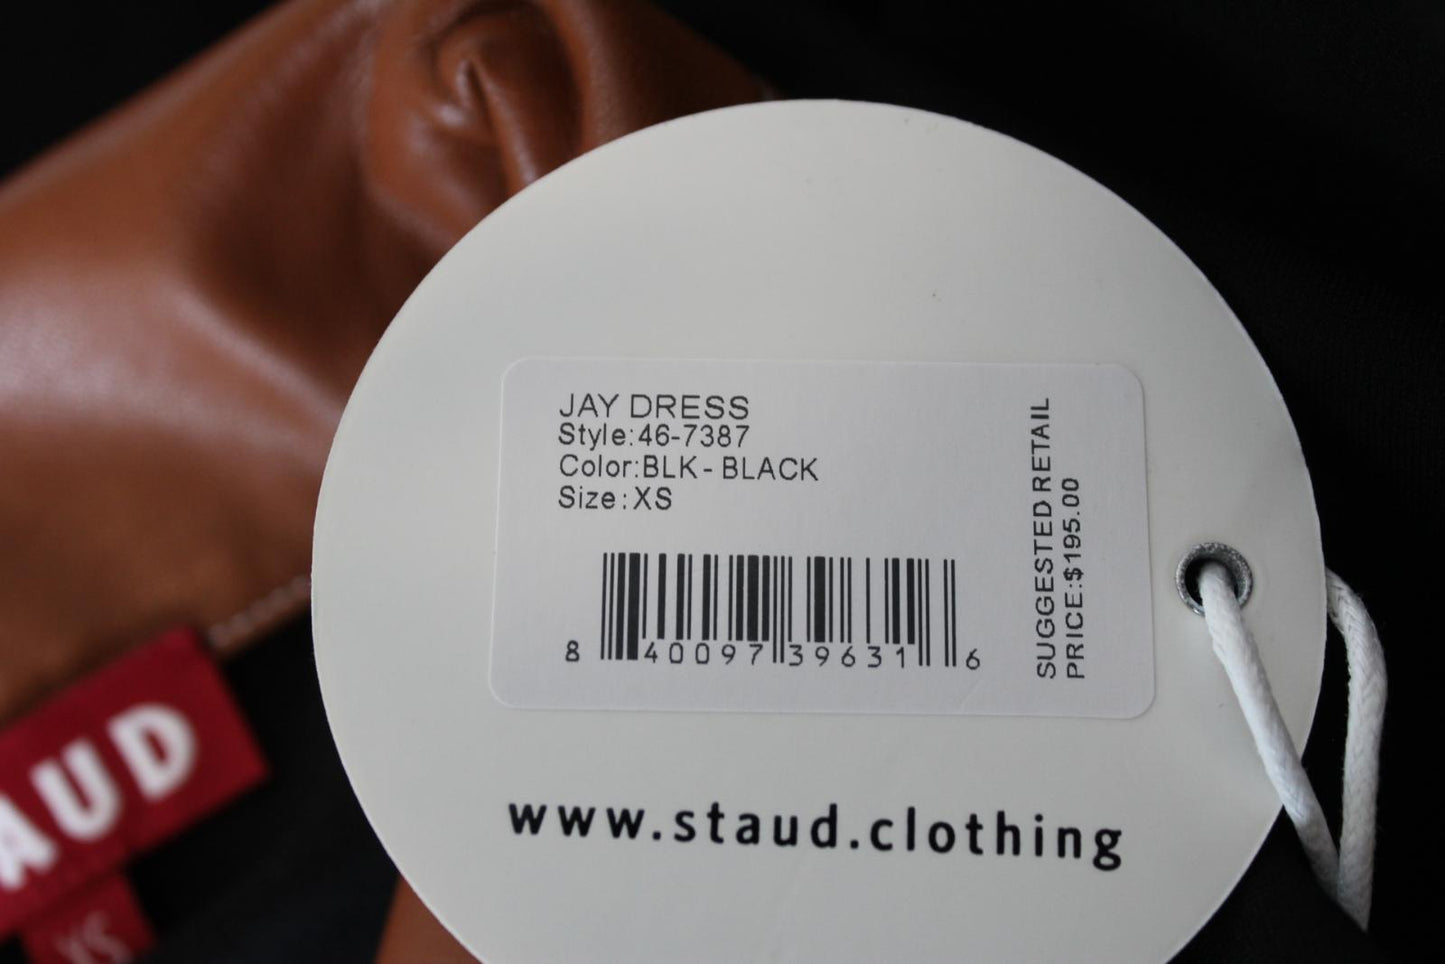 JAY DRESS
Style:46-7387
Color:BLK- BLACK
Size:XS
8 40097 39631 6
SUGGESTED RETAIL
PRICE:$195.00
www.staud.clothing
AUD
XS